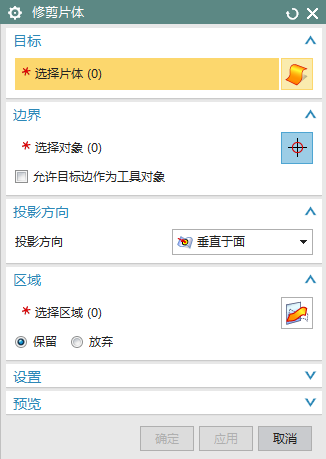 修剪片体
目标
* 选择片体 (0)
边界
* 选择对象 (0)
允许目标边作为工具对象
投影方向
投影方向 垂直于面
区域
* 选择区域 (0)
保留 放弃
设置
预览
确定 应用 取消